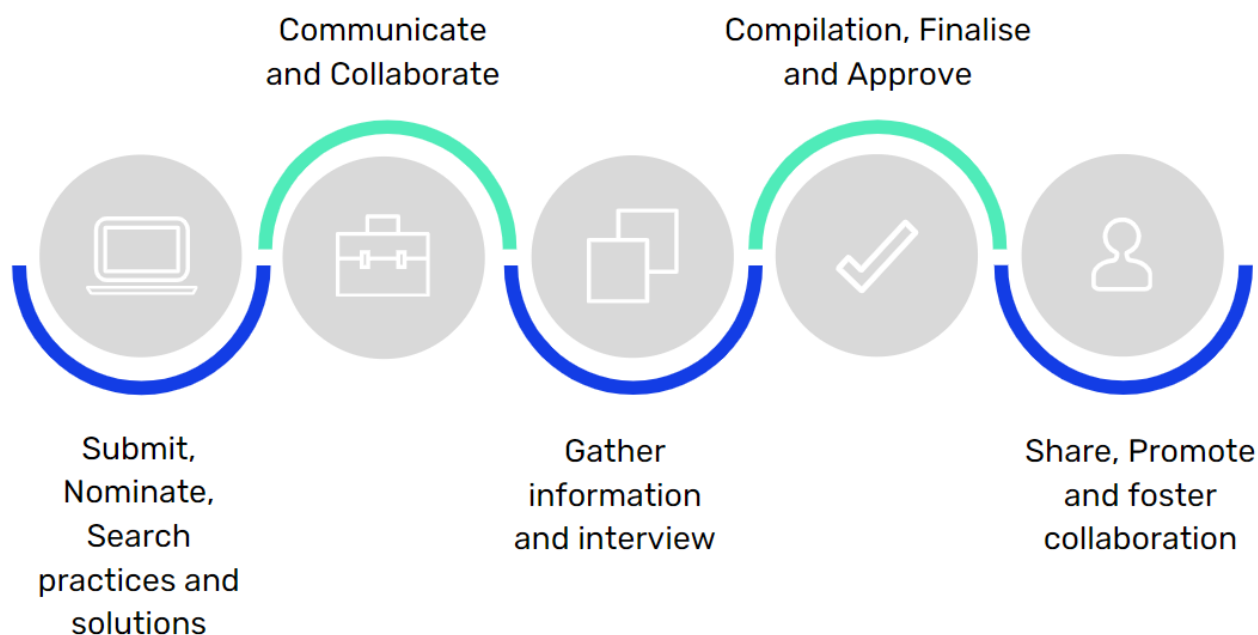 Communicate
and Collaborate
Compilation, Finalise
and Approve
Submit,
Nominate,
Search
practices and
solutions
Gather
information
and interview
Share, Promote
and foster
collaboration